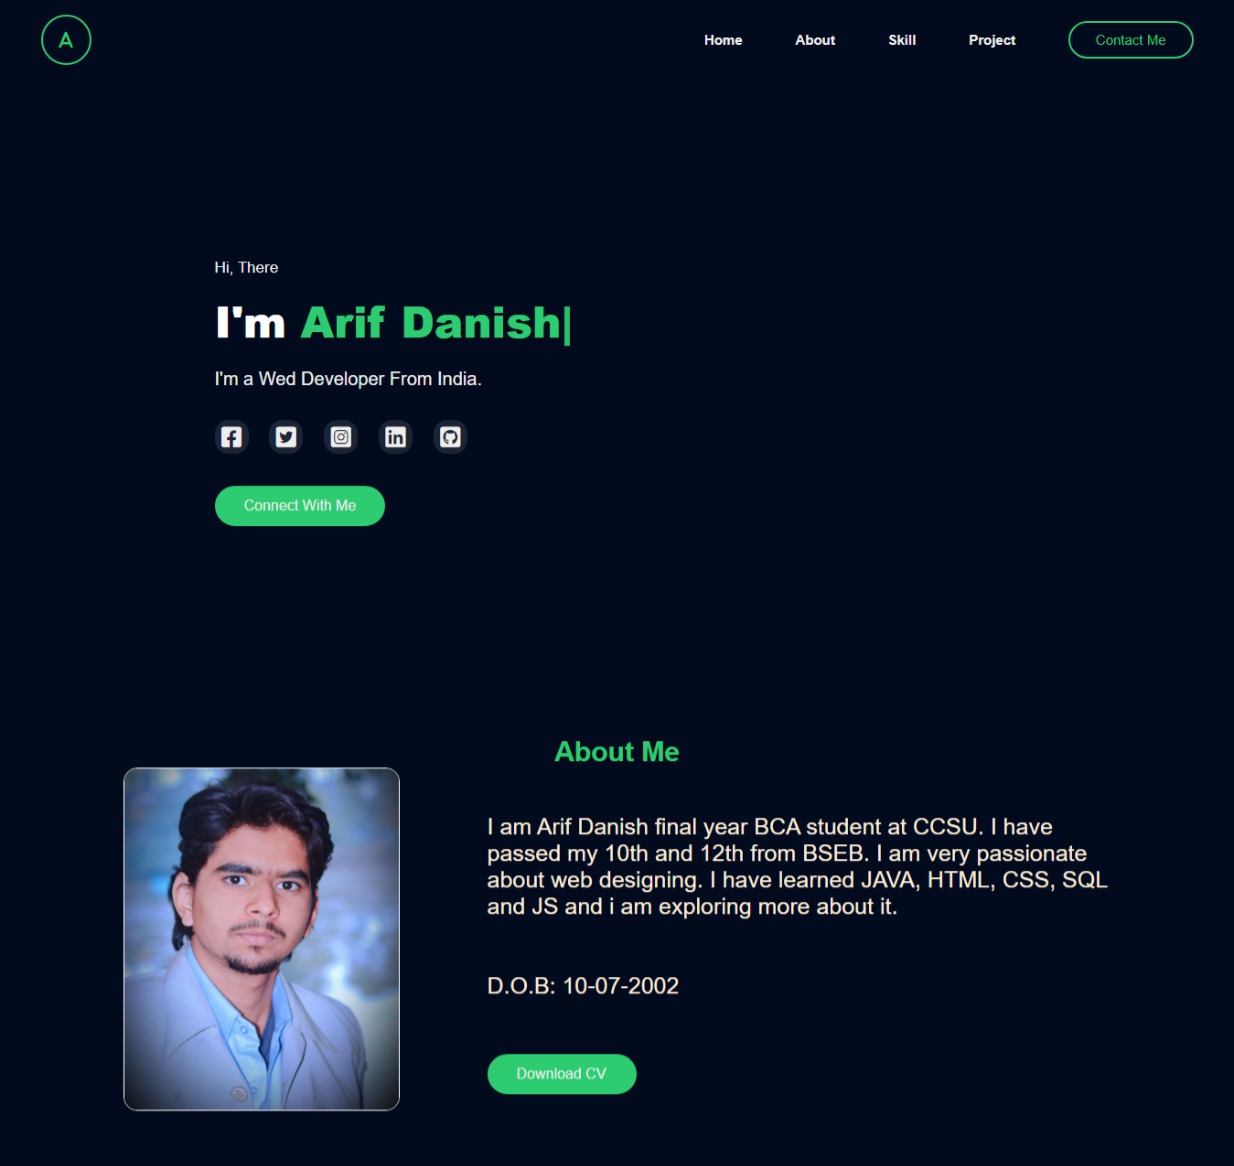 A
Home About Skill Project Contact Me
Hi, There
I'm Arif Danish|
I'm a Wed Developer From India.
Connect With Me
About Me
I am Arif Danish final year BCA student at CCSU. I have
passed my 10th and 12th from BSEB. I am very passionate
about web designing. I have learned JAVA, HTML, CSS, SQL
and JS and i am exploring more about it.
D.O.B: 10-07-2002
Download CV